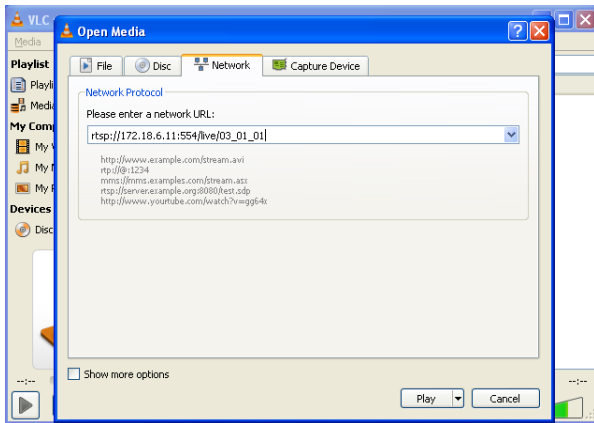 VLC
Open Media
Media
Playlist
File
Disc
Network
Capture Device
Network Protocol
Please enter a network URL:
rtsp://172.18.6.11:554/live/03_01_01
http://www.example.com/stream.avi
rtp://@:1234
mms://mms.examples.com/stream.asx
rtsp://server.example.org:8080/test.sdp
http://www.yourtube.com/watch?v=gg64x
Playli
Media
My Comp
My
My
My
Devices
Disc
Show more options
--:--
--:--
Play
Cancel